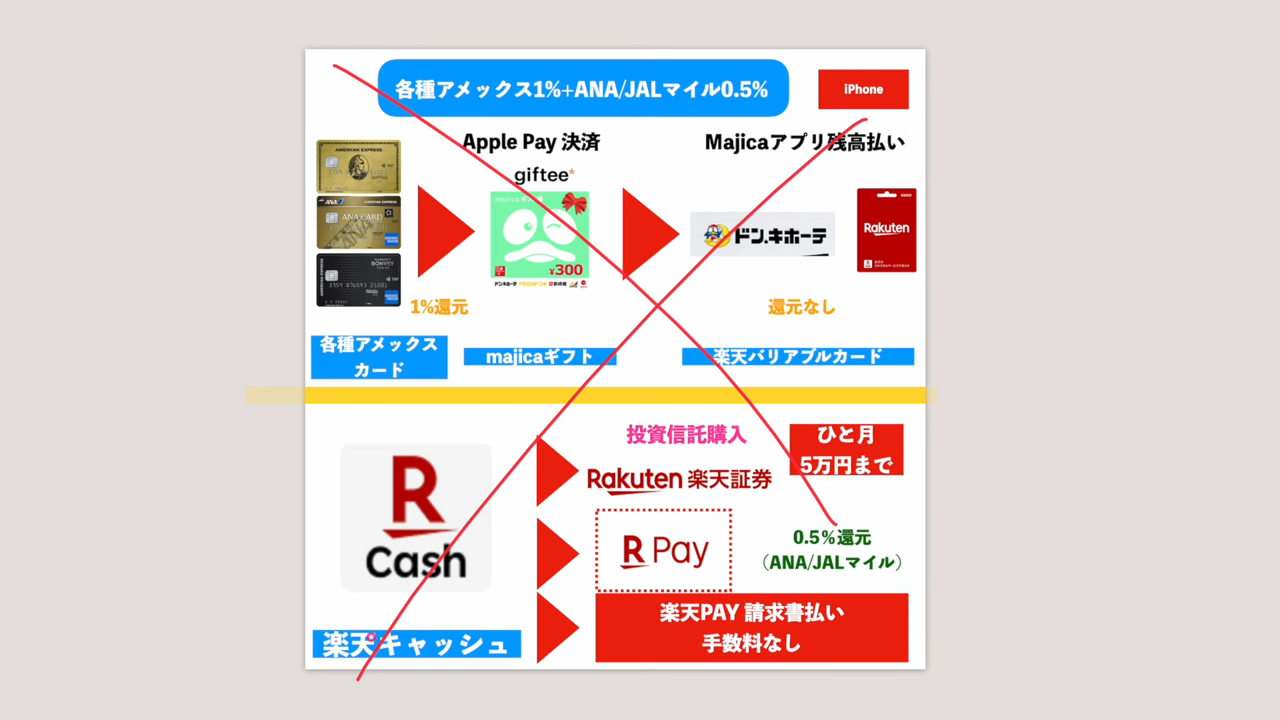 各種アメックス1%+ANA/JALマイル0.5%
iPhone
Apple Pay 決済
Majicaアプリ残高払い
giftee*
AMERICAN EXPRESS
ANA CARD
majica ギフト
¥300
ドン.キホーテ
Rakuten
1%還元
還元なし
各種アメックス
カード
majicaギフト
楽天バリアブルカード
投資信託購入
ひと月
5万円まで
Rakuten 楽天証券
R
Cash
R Pay
0.5%還元
（ANA/JALマイル）
楽天PAY 請求書払い
手数料なし
楽天キャッシュ